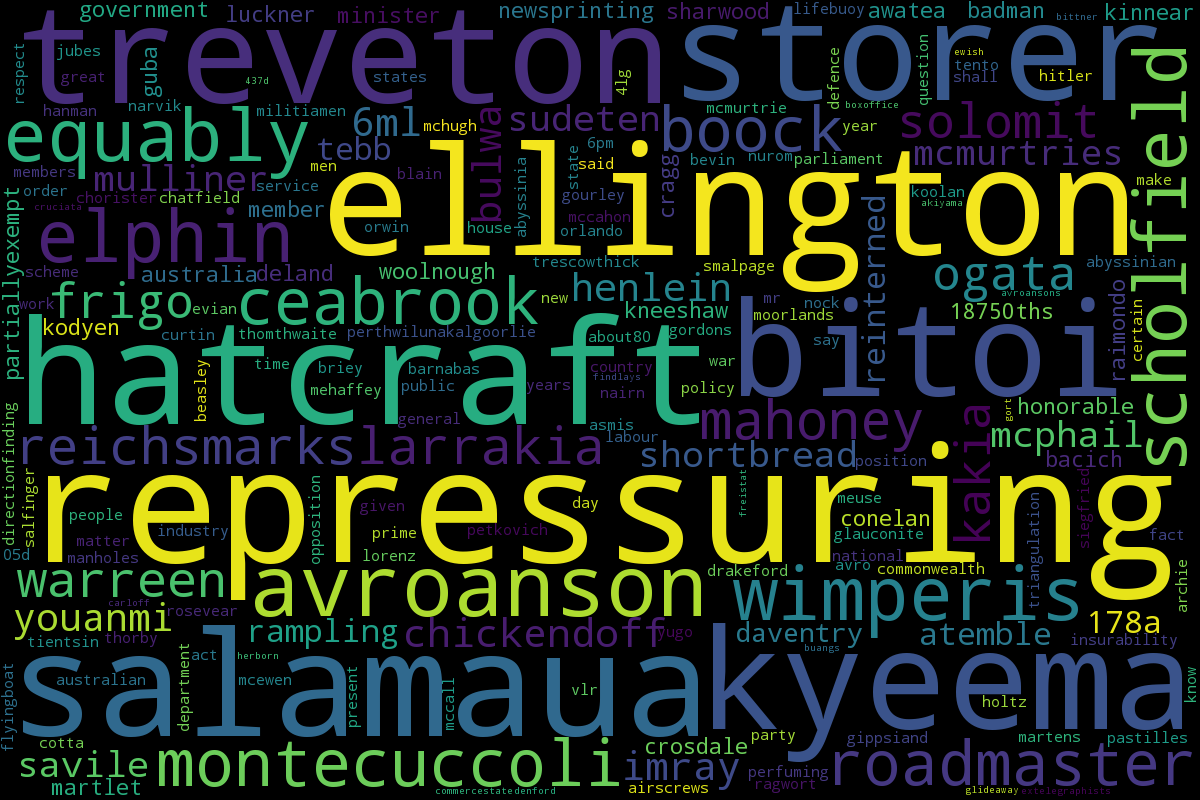 government luckner minister newsprinting sharwood lifebuoy awatea badman bittner kinnear
treveton storer
respect jubes great guba 437d states 4lg defence boxoffice question ewish tento shall hitler
hanman narvik militiamen mchugh mcmurtrie
equably 6ml bulwa sudeten boock solomit schofield
tebb 6pm year mcmurtries
members men blain abyssinia state said cragg bevin nurom parliament make
order mulliner service gourley koolan
partiallyexempt chorister chatfield akiyama
cruciata member orwin house mccahon orlando
elphin ellington reinterned
scheme australia deland woolnough trescowthick smalpage ogata abyssinian
work frigo evian ceabrook new henlein mr nock avroansons
kodyen curtin thomthwaite perthwilunakalgoorlie kneeshaw moorlands say 18750ths raimondo certain
about80 gordons
hatcraft bitoi
beasley time briey barnabas country war
mehaffey public years findlays nairn policy
general asmis gort honorable
directionfinding reichsmarks larrakia labour mahoney kakia mcphail
salfinger shortbread position bacich
repressuring
people given day freistat meuse siegfried
05d matter industry opposition prime petkovich conelan triangulation fact
manholes lorenz glauconite
warreen avroanson drakeford national avro commonwealth archie
carloff wimperis
youanmi rosevear 178a
tientsin thorby rampling chickendoff yugo daventry atemble insurability
act herborn buangs
salamaua kyeema
flyingboat australian department mcewen present mccall vlr holtz know
cotta party gippsiand martens pastilles
savile montecuccoli crosdale
martlet imray perfuming roadmaster
commercestatedenford airscrews ragwort glideaway extelegraphists